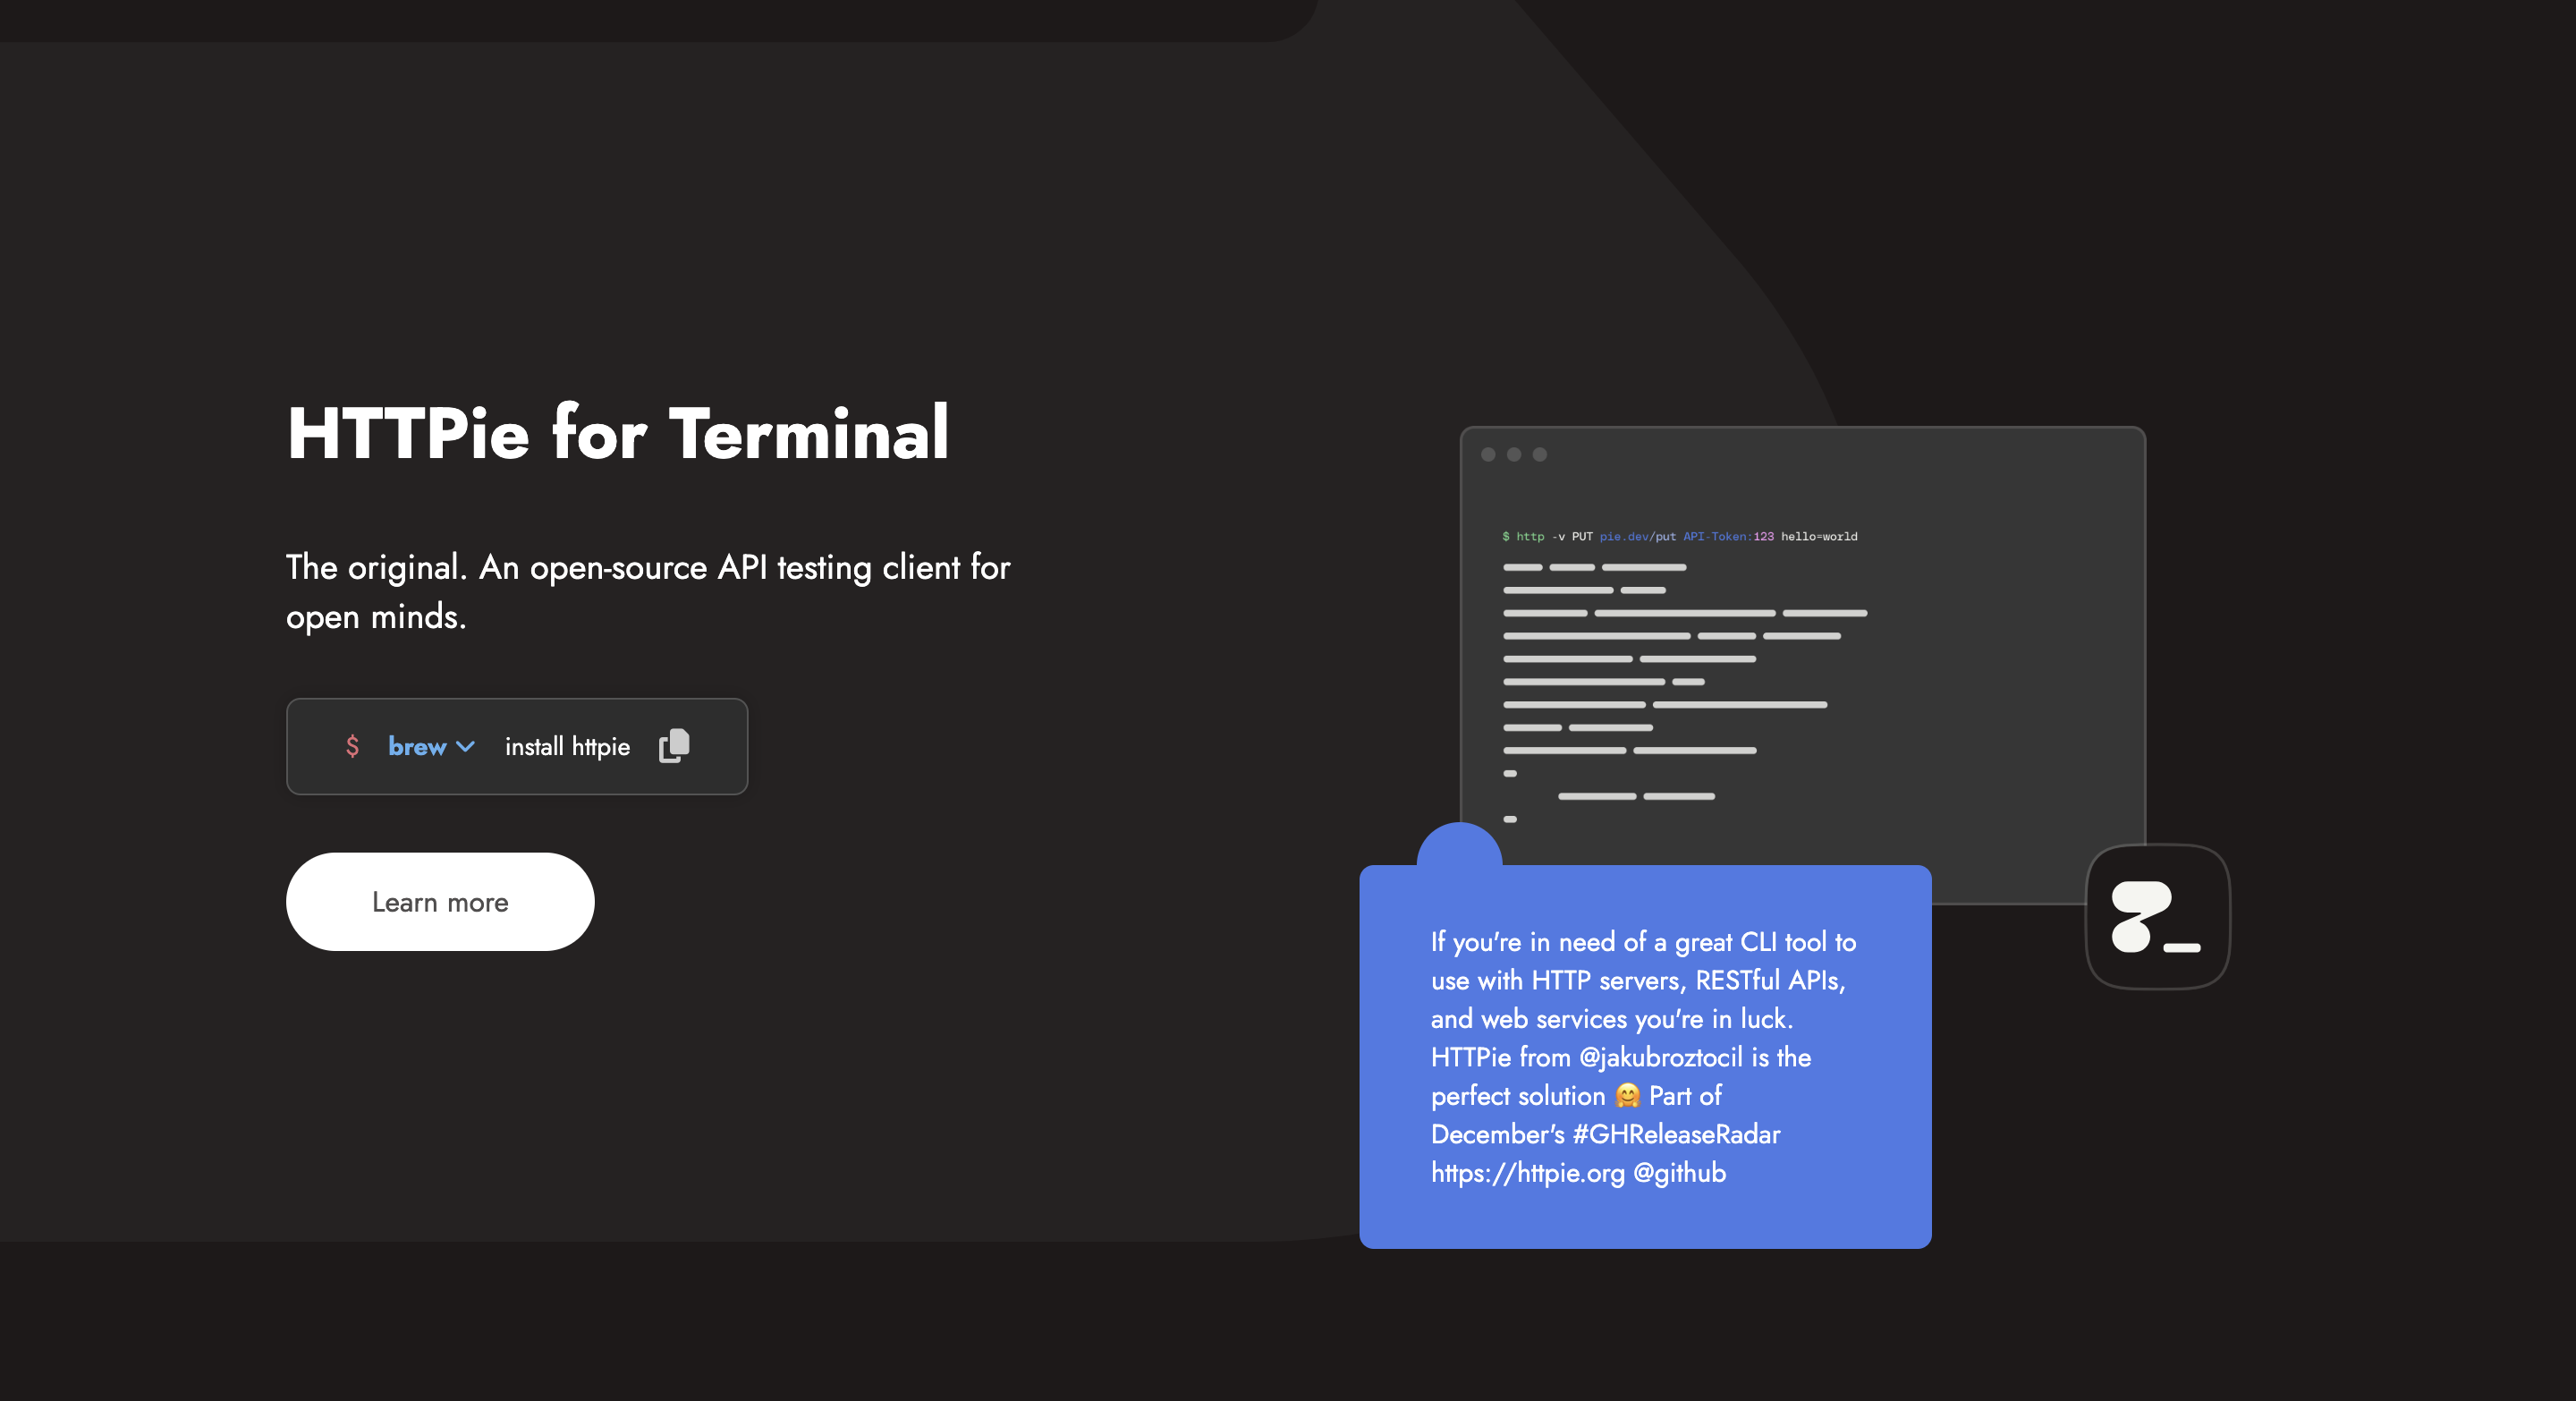 HTTPie for Terminal
The original. An open-source API testing client for
open minds.
$ brew install httpie
Learn more
$ http -v PUT pie.dev/put API-Token:123 hello=world
If you're in need of a great CLI tool to
use with HTTP servers, RESTful APIs,
and web services you're in luck.
HTTPie from @jakubroztocil is the
perfect solution 🤗 Part of
December's #GHReleaseRadar
https://httpie.org @github